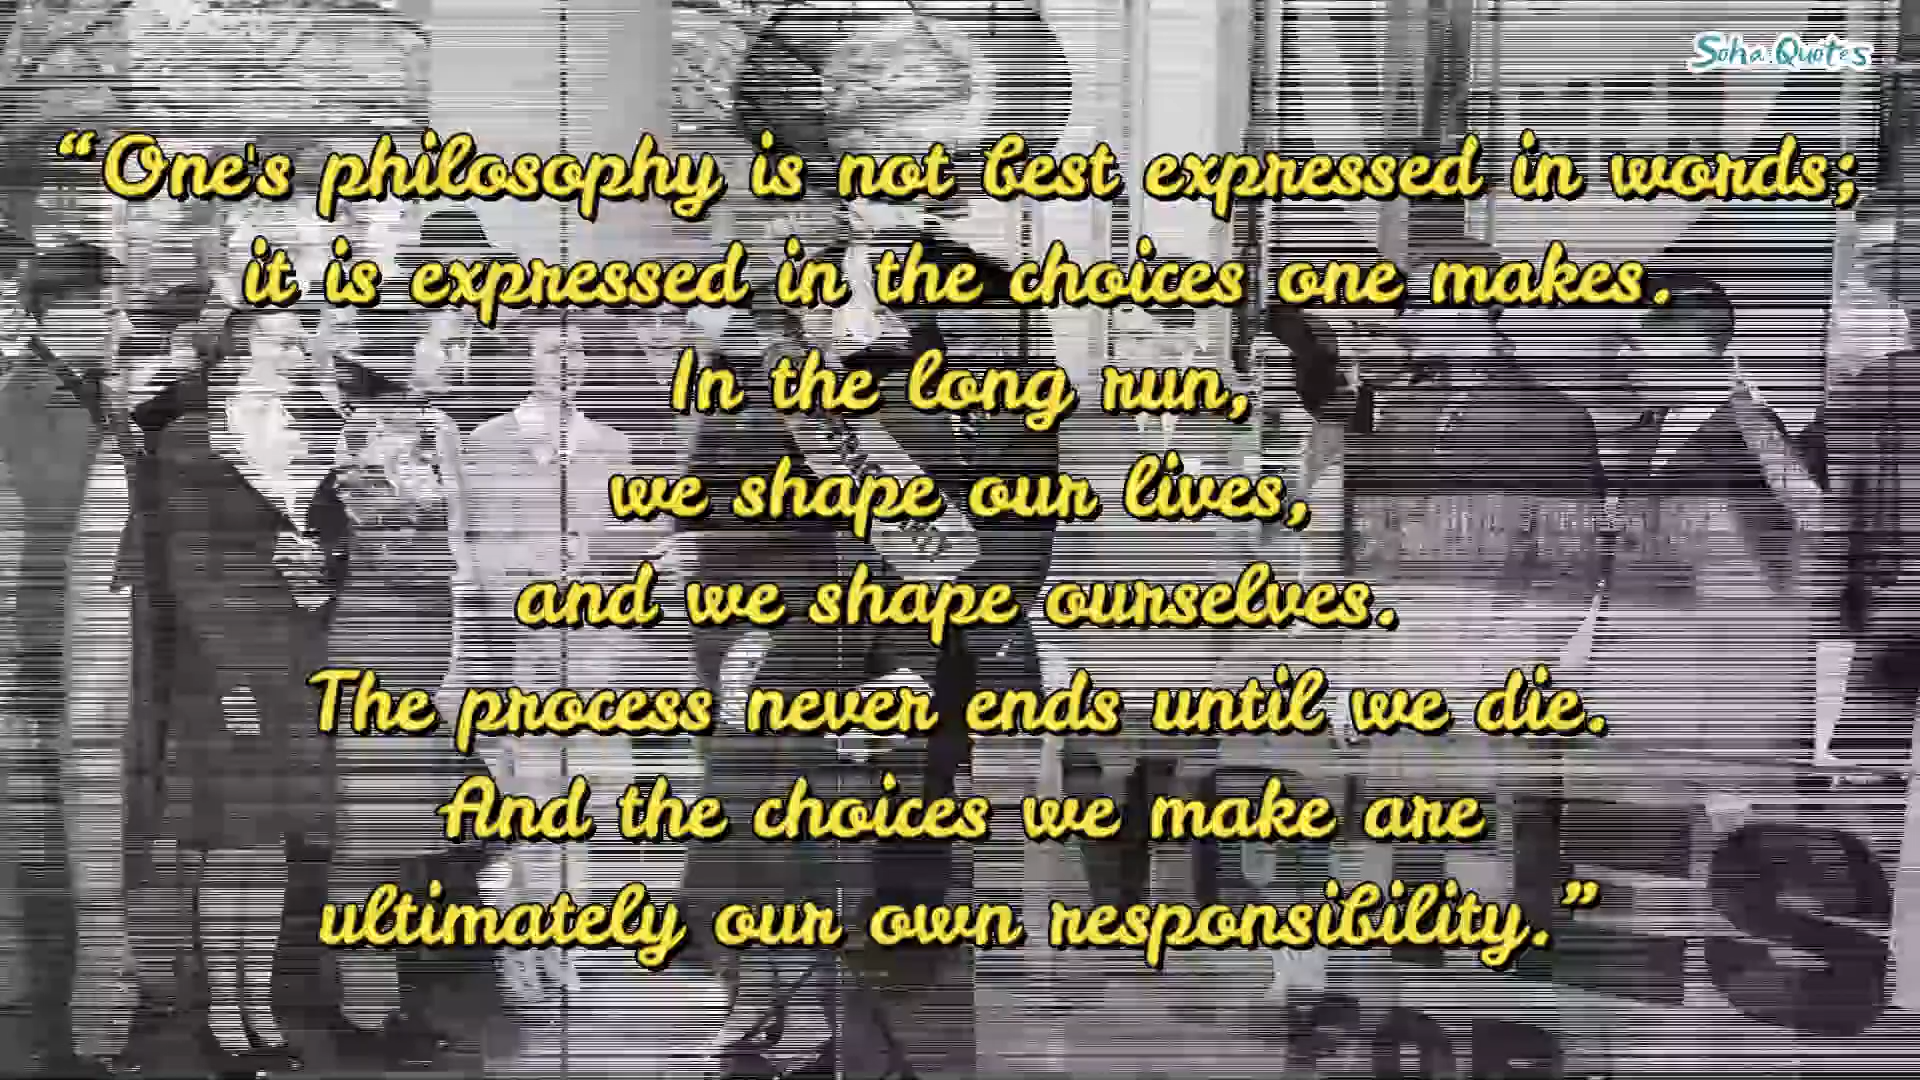 Soha Quotes
“One's philosophy is not best expressed in words;
it is expressed in the choices one makes.
In the long run,
we shape our lives,
and we shape ourselves.
The process never ends until we die.
And the choices we make are
ultimately our own responsibility.”